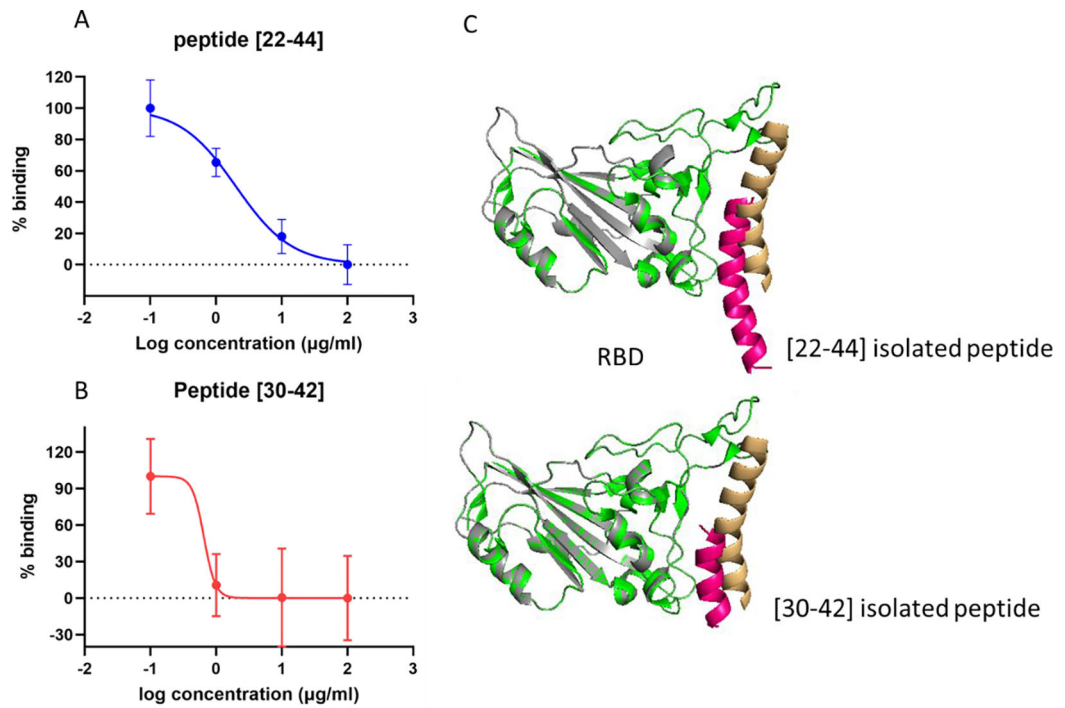 A
peptide [22-44]
% binding
120
100
80
60
40
20
0
-2 -1 0 1 2 3
Log concentration (µg/ml)
B
Peptide [30-42]
% binding
120
90
60
30
0
-30
-2 -1 0 1 2 3
log concentration (µg/ml)
C
[22-44] isolated peptide
RBD
[30-42] isolated peptide